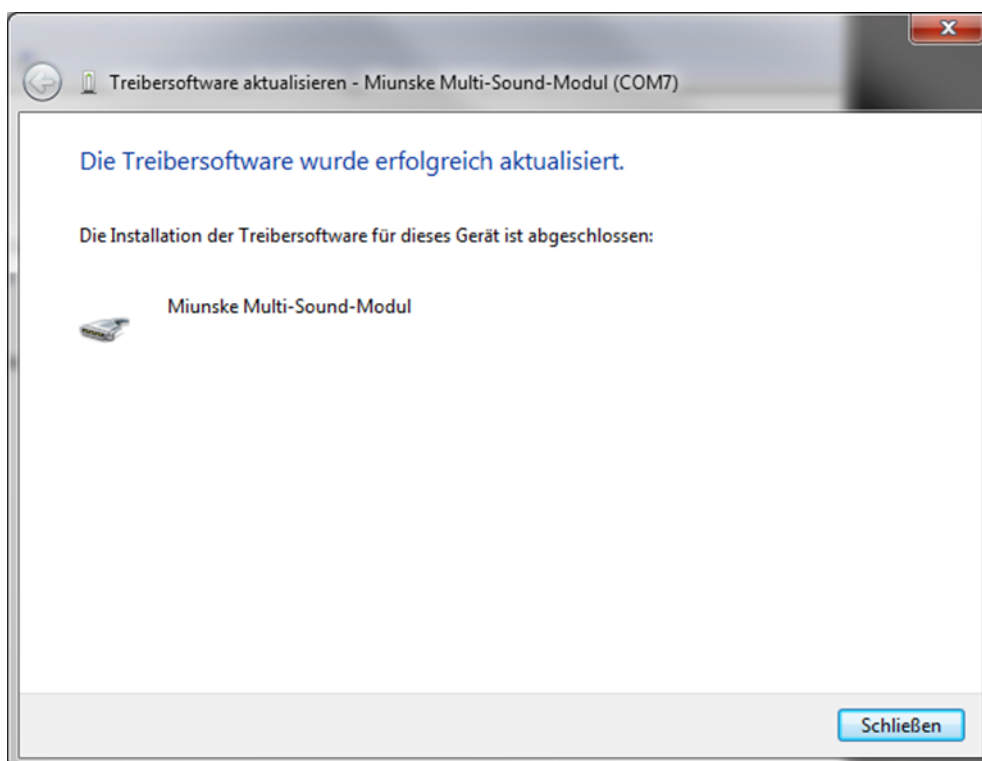 Treibersoftware aktualisieren - Miunske Multi-Sound-Modul (COM7)
Die Treibersoftware wurde erfolgreich aktualisiert.
Die Installation der Treibersoftware für dieses Gerät ist abgeschlossen:
Miunske Multi-Sound-Modul
Schließen